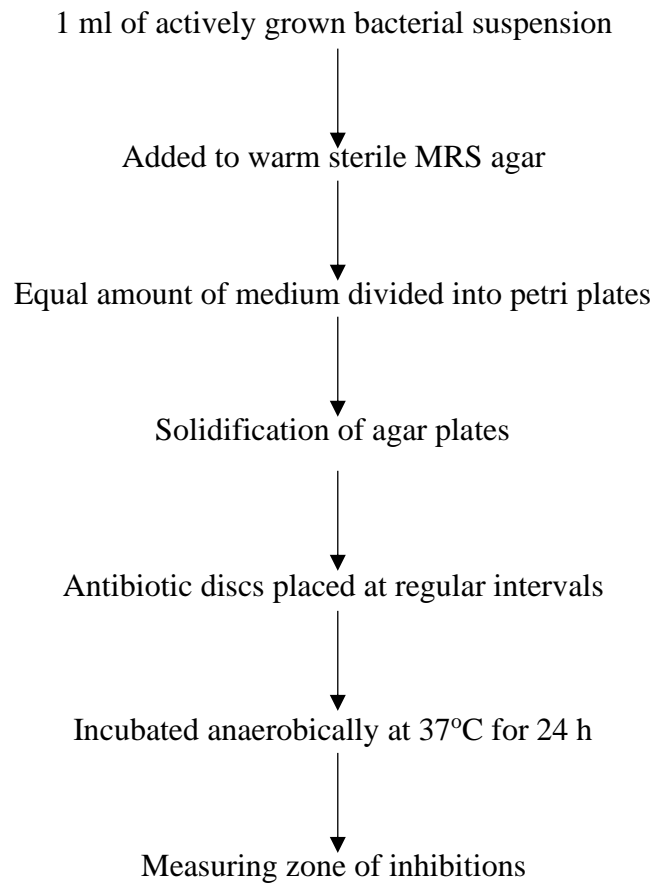 1 ml of actively grown bacterial suspension
Added to warm sterile MRS agar
Equal amount of medium divided into petri plates
Solidification of agar plates
Antibiotic discs placed at regular intervals
Incubated anaerobically at 37°C for 24 h
Measuring zone of inhibitions